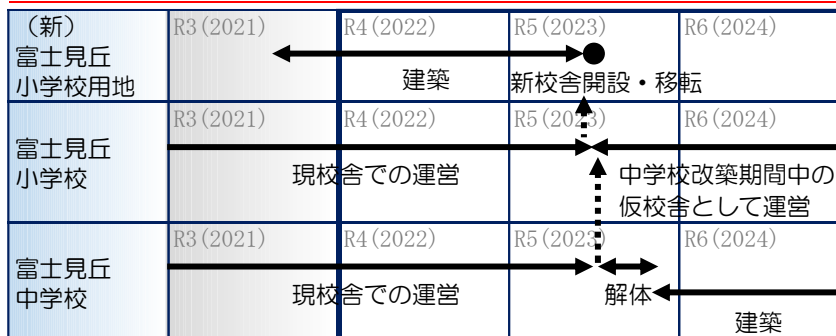 （新）
富士見丘
小学校用地
R3(2021) R4(2022) R5(2023) R6(2024)
建築
新校舎開設・移転
富士見丘
小学校
R3(2021) R4(2022) R5(2023) R6(2024)
現校舎での運営
中学校改築期間中の
仮校舎として運営
富士見丘
中学校
R3(2021) R4(2022) R5(2023) R6(2024)
現校舎での運営
解体
建築